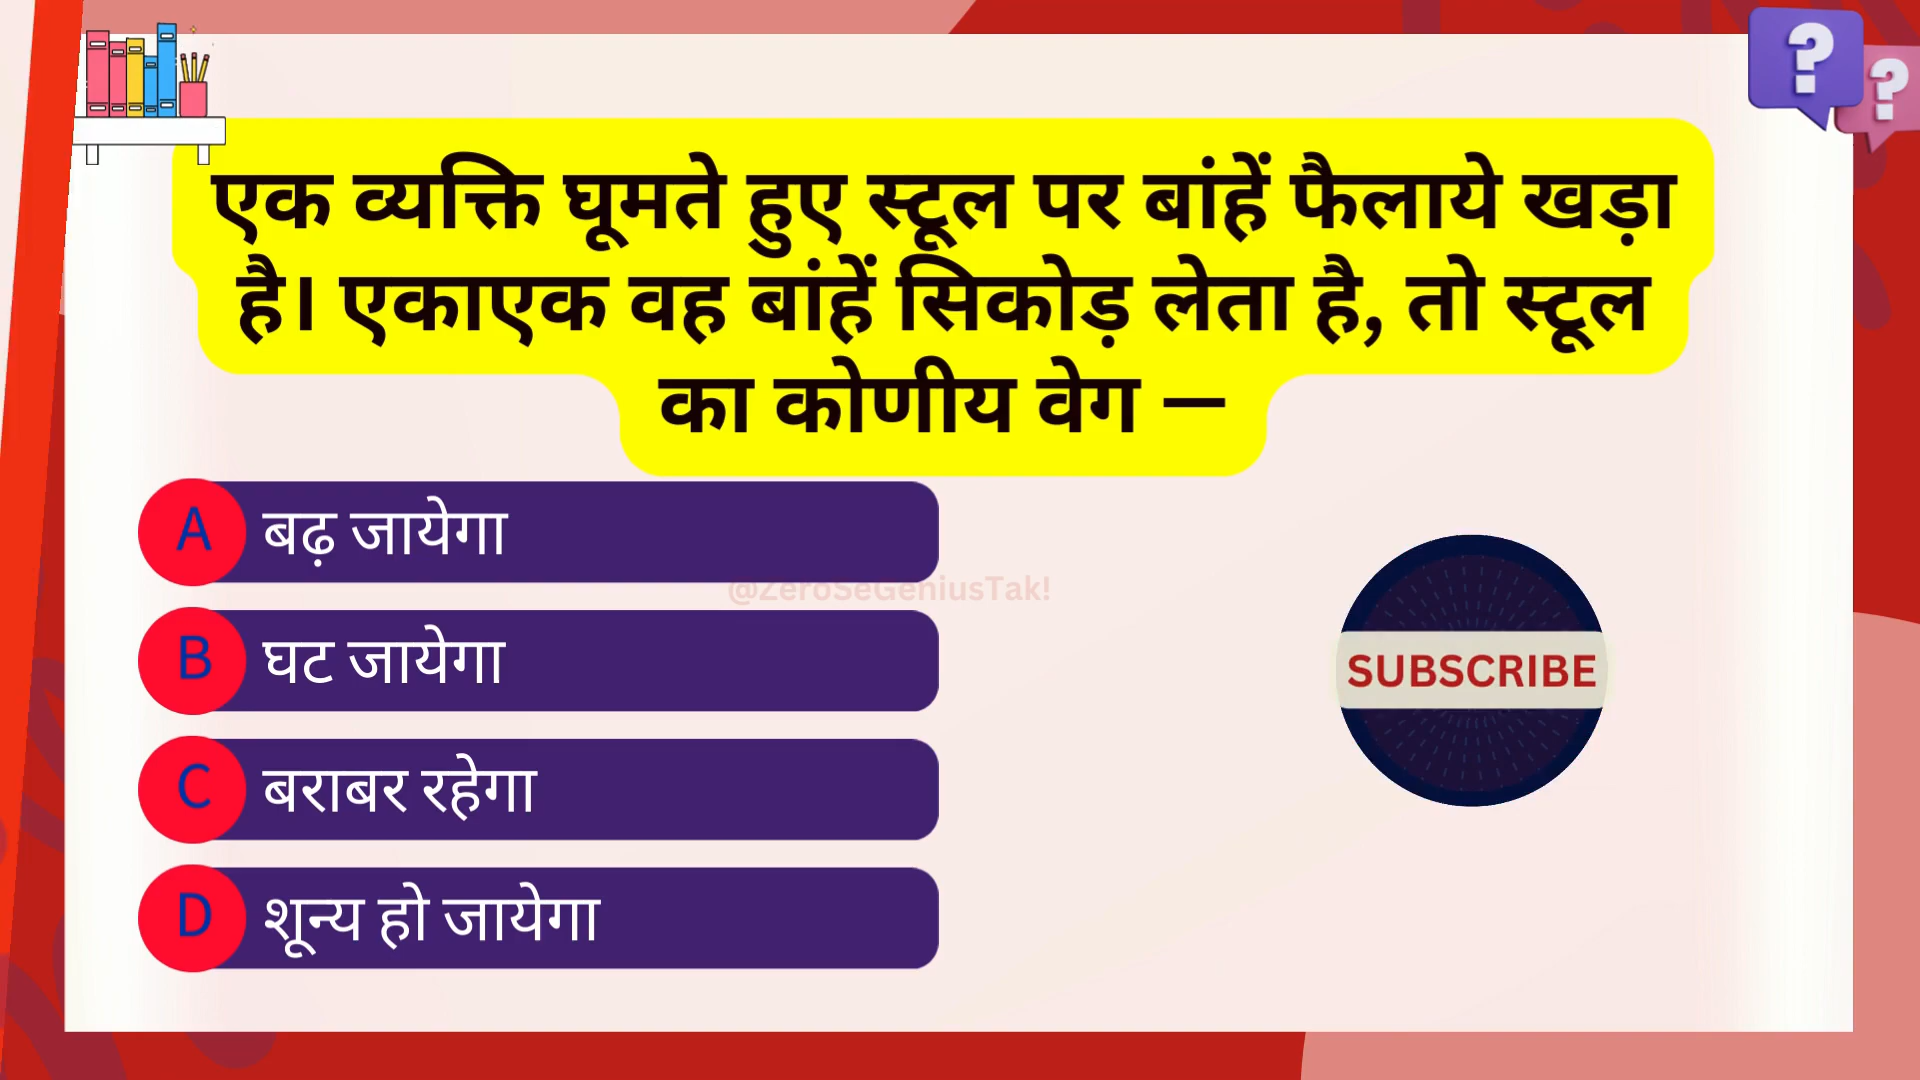 एक व्यक्ति घूमते हुए स्टूल पर बांहें फैलाये खड़ा
है। एकाएक वह बांहें सिकोड़ लेता है, तो स्टूल
का कोणीय वेग —
A बढ़ जायेगा
@ZeroSeGeniusTak!
B घट जायेगा
SUBSCRIBE
C बराबर रहेगा
D शून्य हो जायेगा